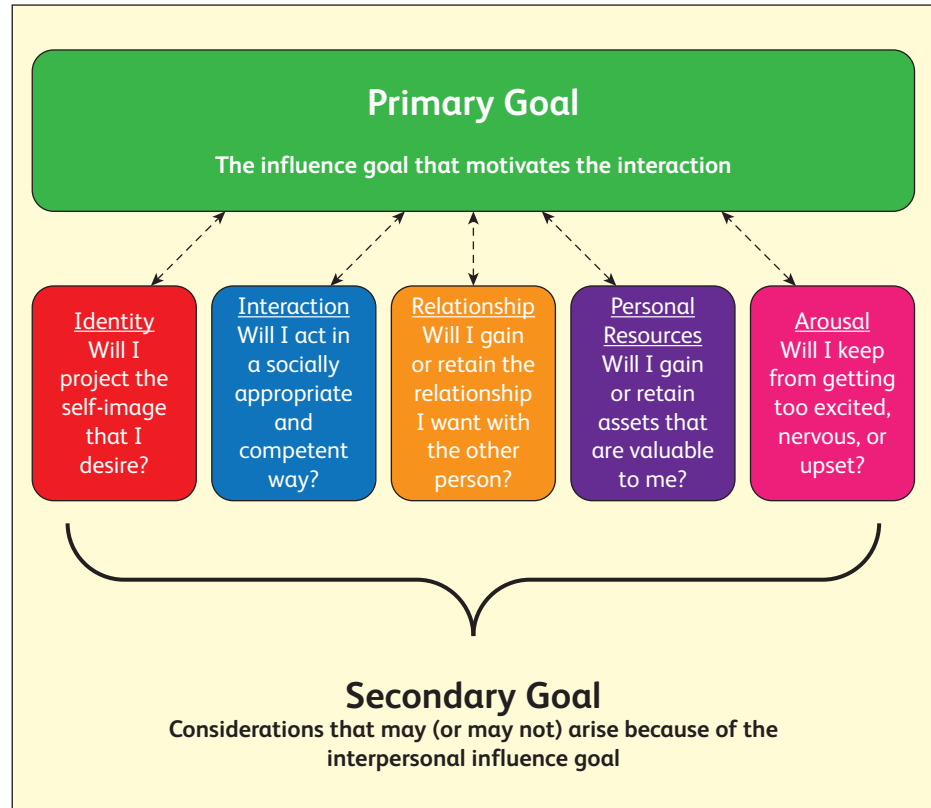 Primary Goal
The influence goal that motivates the interaction
Identity
Will I
project the
self-image
that I
desire?
Interaction
Will I act in
a socially
appropriate
and
competent
way?
Relationship
Will I gain
or retain the
relationship
I want with
the other
person?
Personal
Resources
Will I gain
or retain
assets that
are valuable
to me?
Arousal
Will I keep
from getting
too excited,
nervous, or
upset?
Secondary Goal
Considerations that may (or may not) arise because of the
interpersonal influence goal